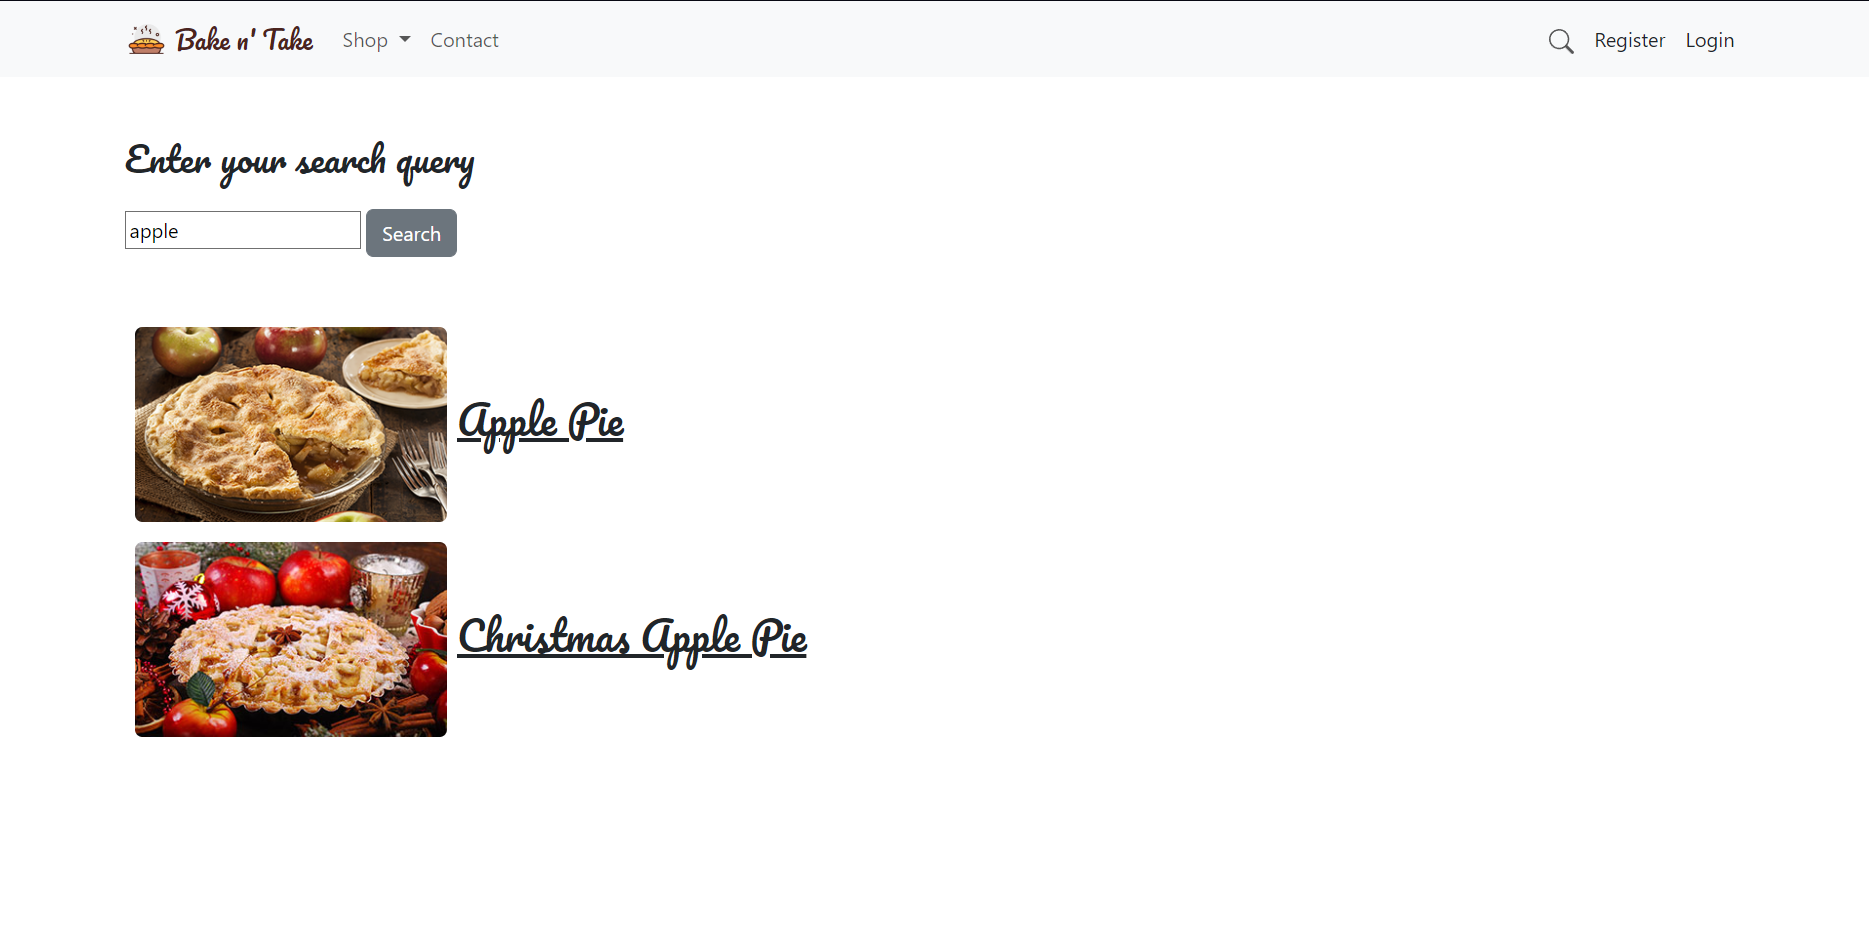 Bake n' Take Shop Contact Register Login
Enter your search query
apple Search
Apple Pie
Christmas Apple Pie